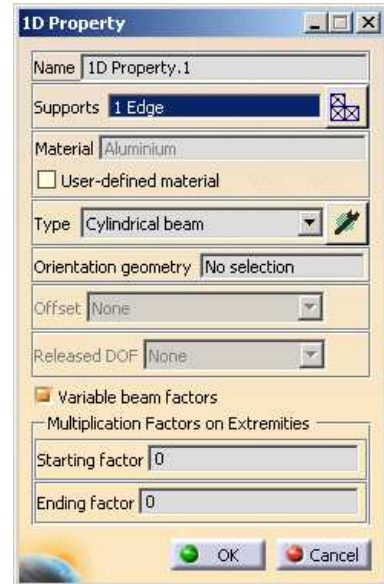 1D Property
Name 1D Property.1
Supports 1 Edge
Material Aluminium
User-defined material
Type Cylindrical beam
Orientation geometry No selection
Offset None
Released DOF None
Variable beam factors
Multiplication Factors on Extremities
Starting factor 0
Ending factor 0
OK Cancel